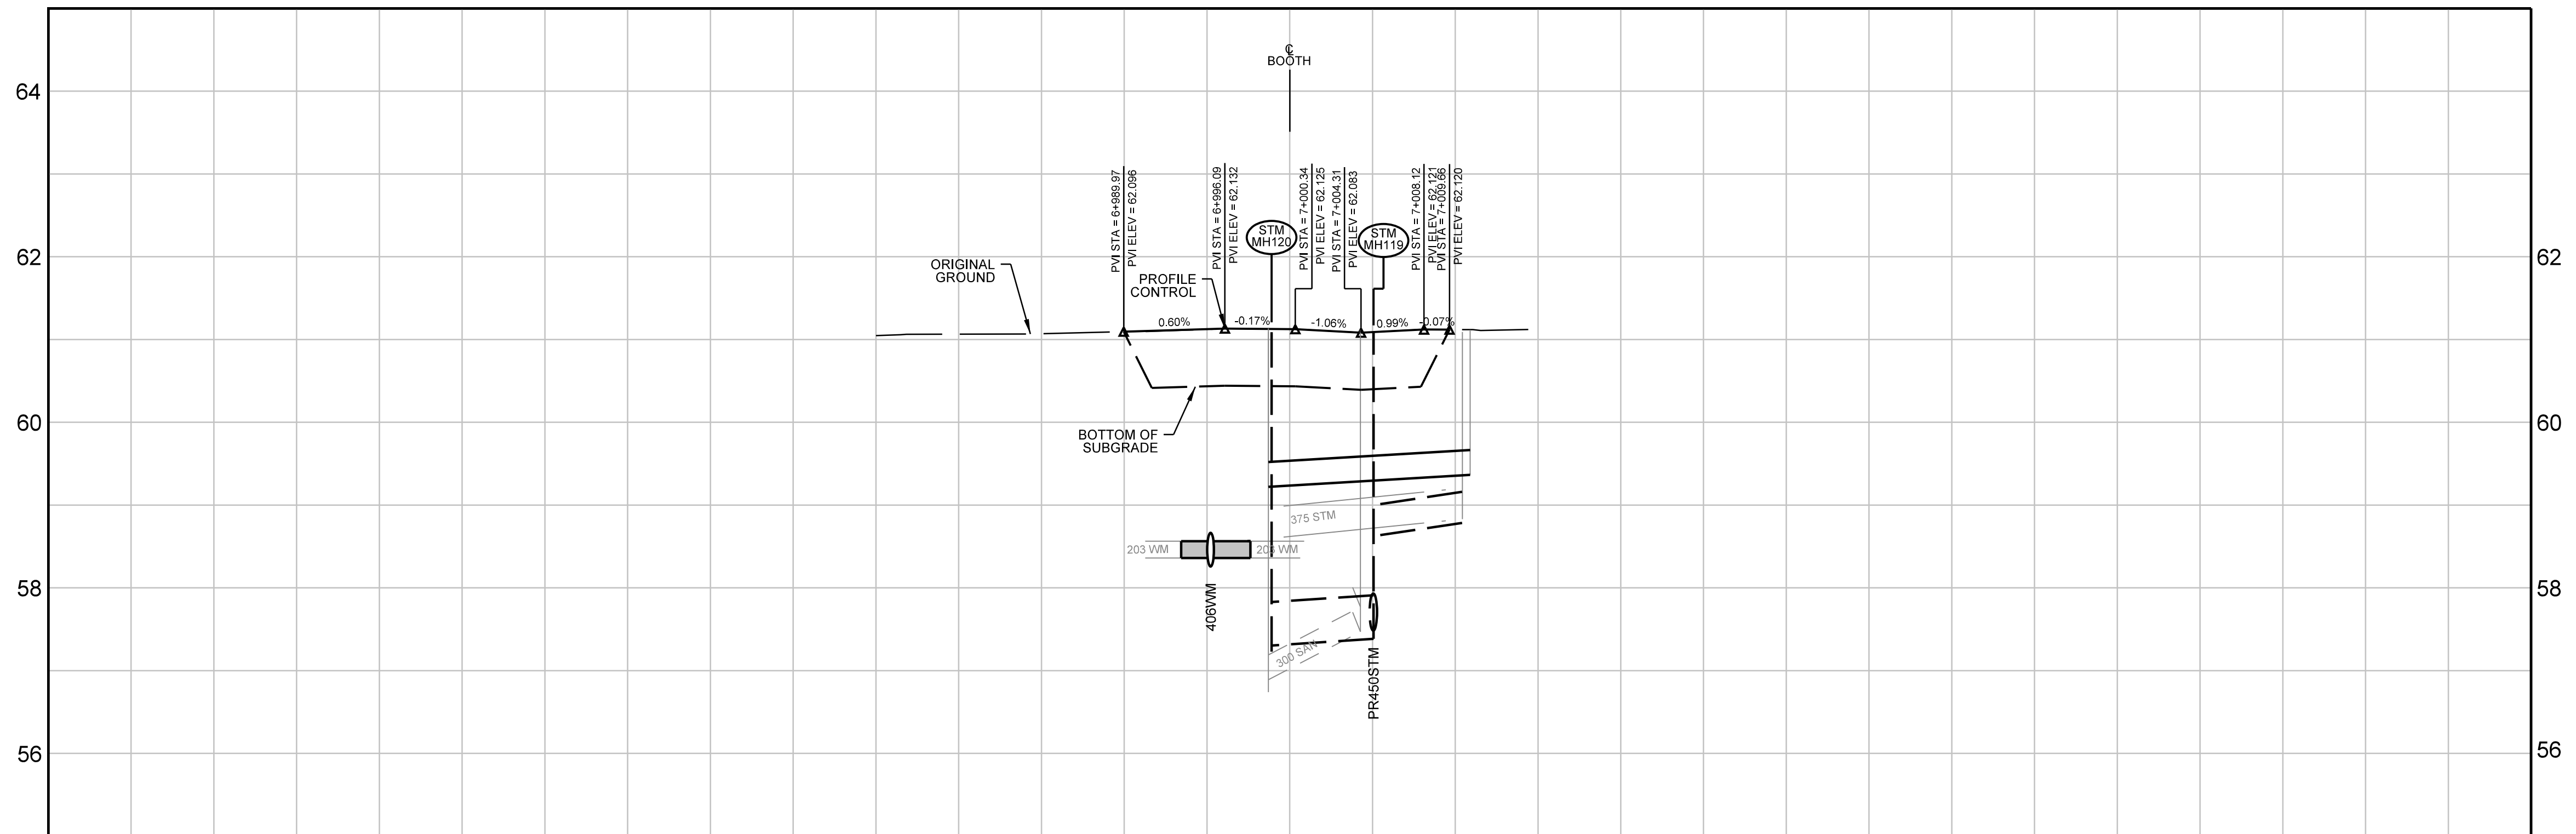 ℄
BOOTH
64
PVI STA = 6+989.97
PVI ELEV = 62.096
PVI STA = 6+996.09
PVI ELEV = 62.132
STM
MH120
PVI STA = 7+000.34
PVI ELEV = 62.125
PVI STA = 7+004.31
PVI ELEV = 62.083
STM
MH119
PVI STA = 7+008.12
PVI ELEV = 62.121
PVI STA = 7+009.66
PVI ELEV = 62.120
62
62
ORIGINAL
GROUND
PROFILE
CONTROL
0.60%
-0.17%
-1.06%
0.99%
-0.07%
60
60
BOTTOM OF
SUBGRADE
375 STM
203 WM
203 WM
406WM
58
58
300 SAN
PR450STM
56
56